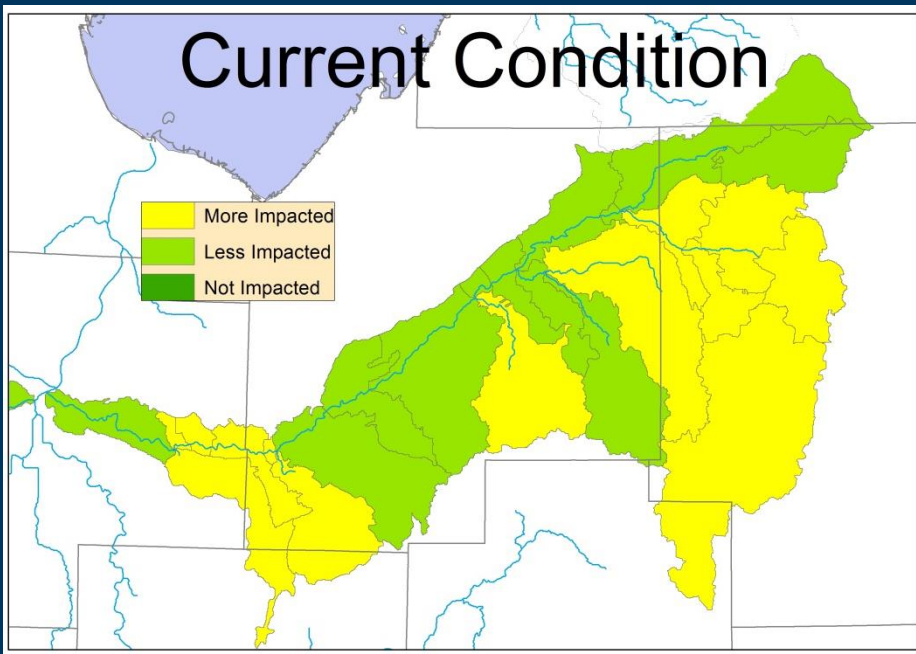 Current Condition
More Impacted
Less Impacted
Not Impacted